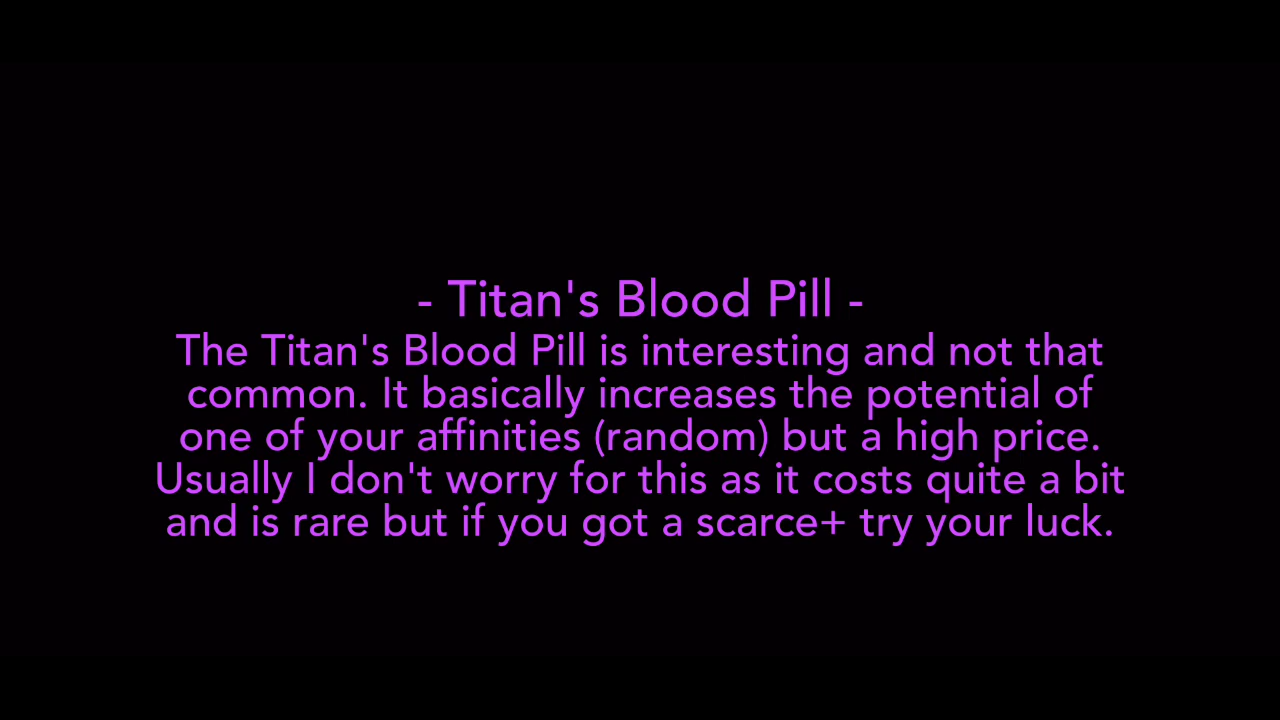 - Titan's Blood Pill -
The Titan's Blood Pill is interesting and not that
common. It basically increases the potential of
one of your affinities (random) but a high price.
Usually I don't worry for this as it costs quite a bit
and is rare but if you got a scarce+ try your luck.